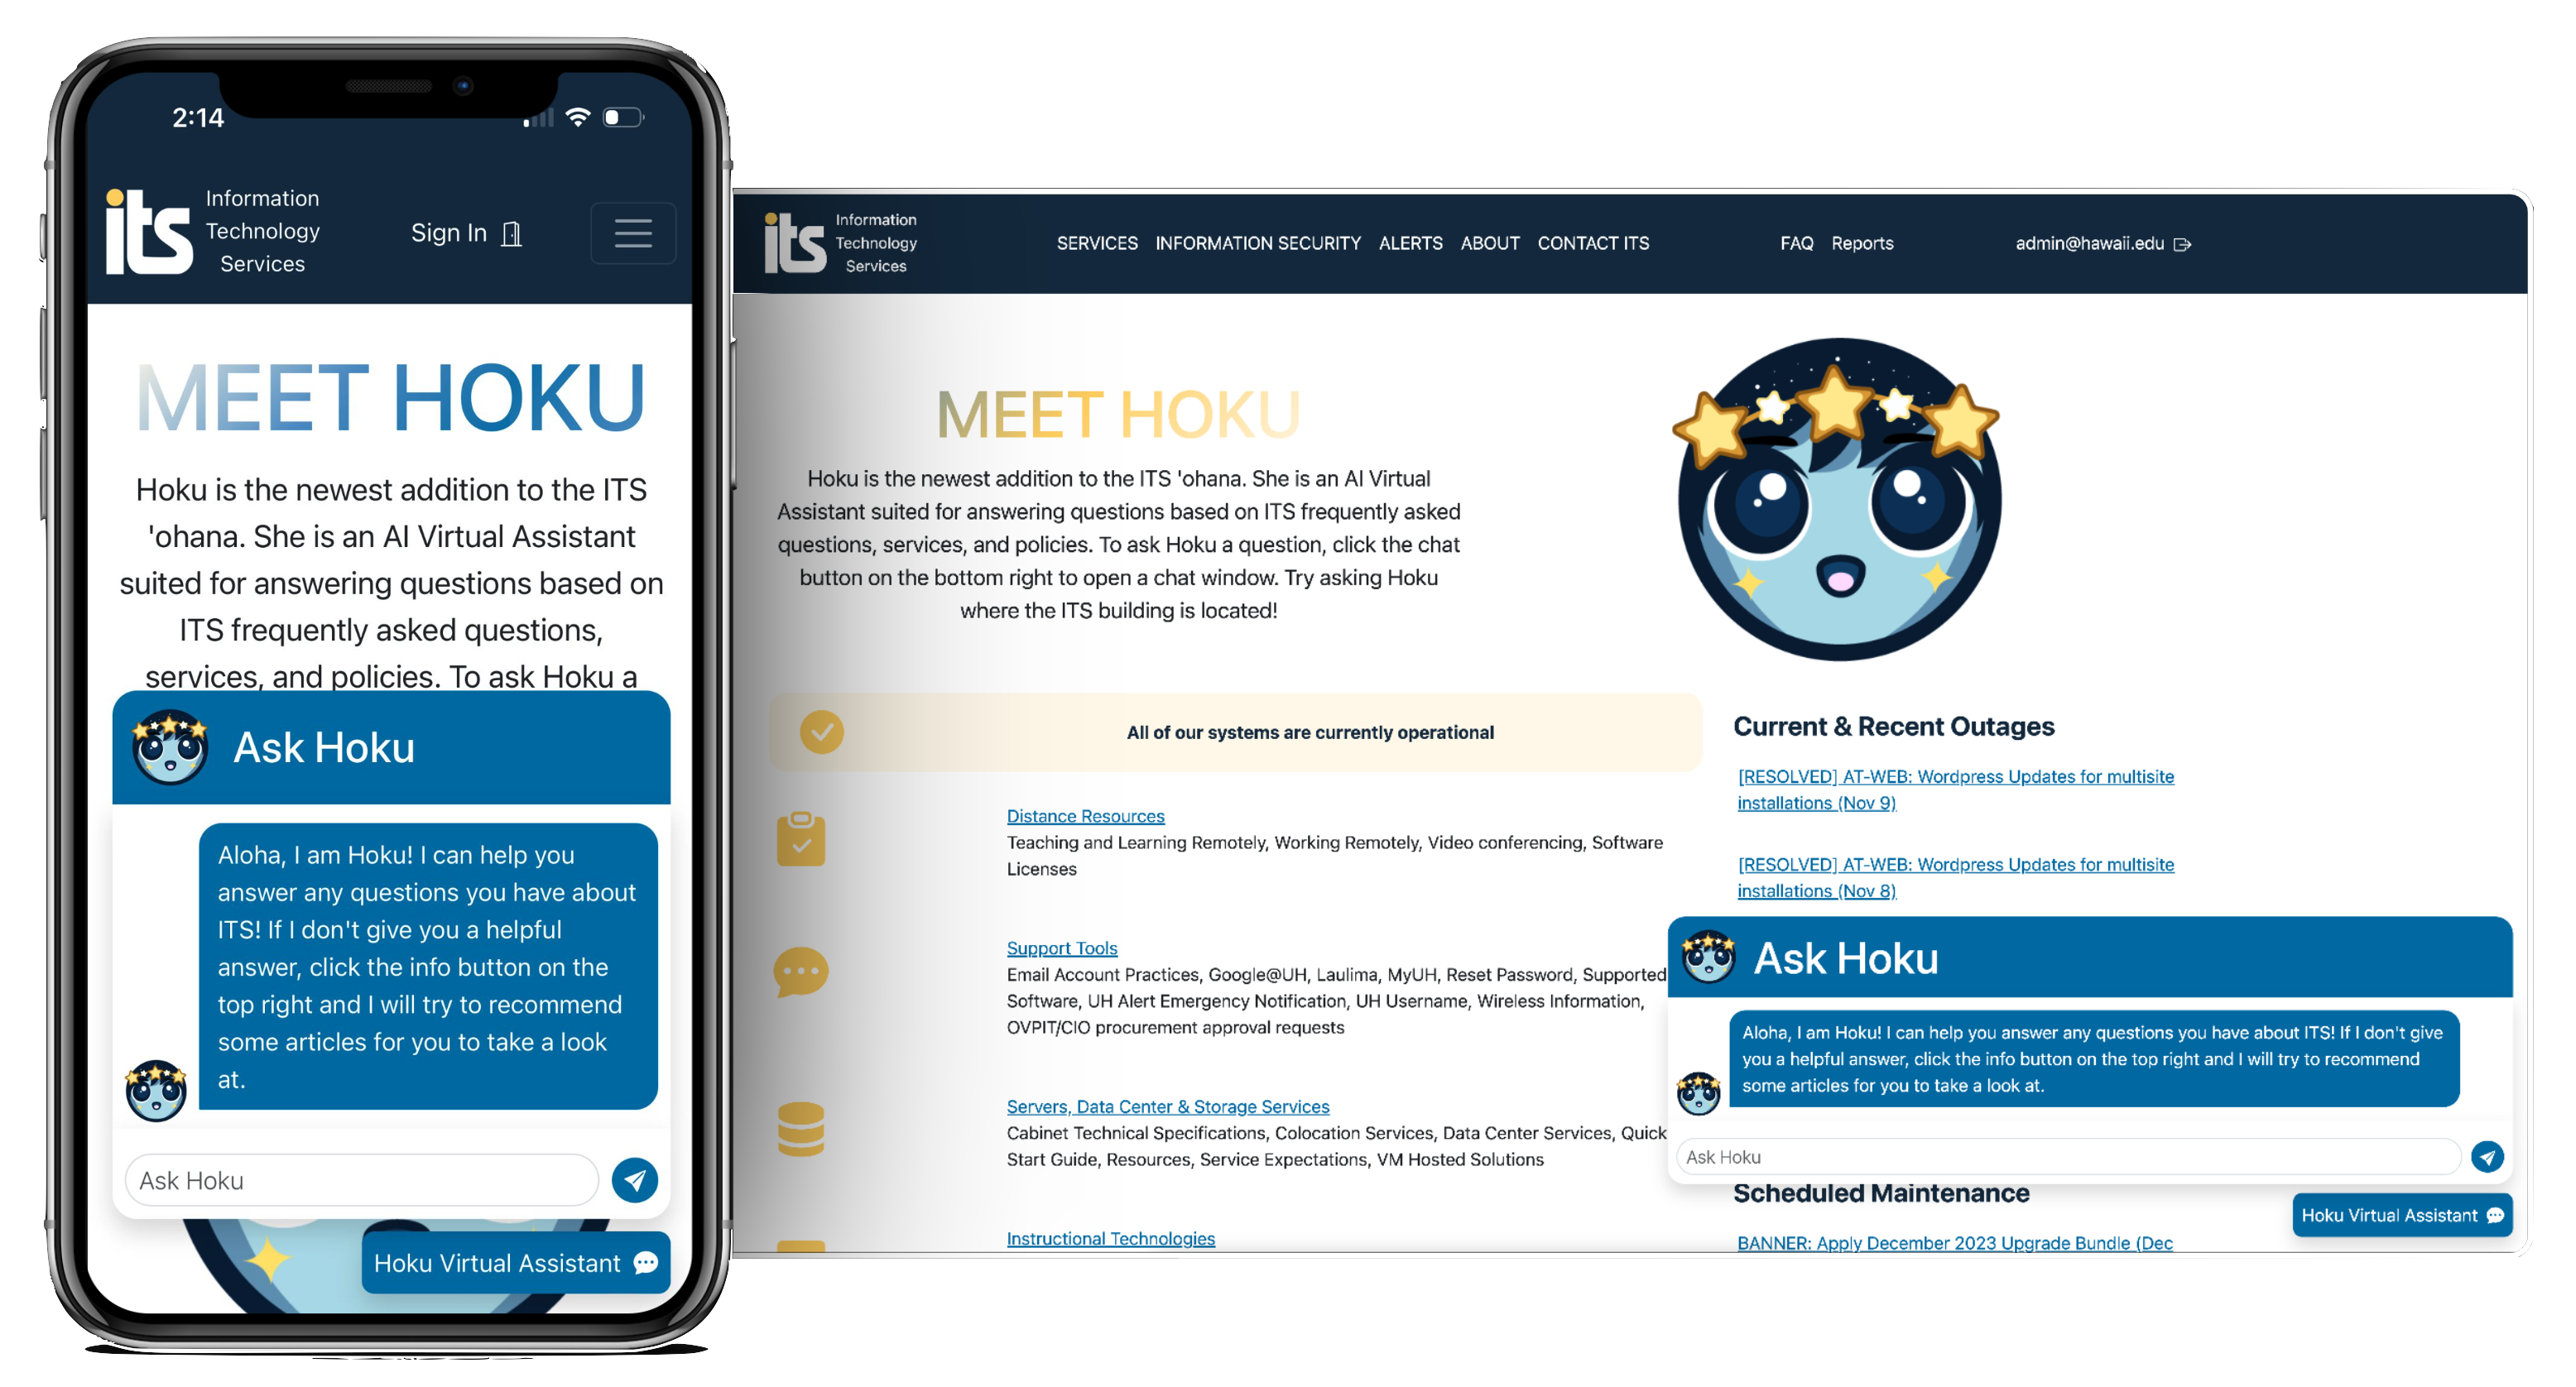 2:14
its
Information
Technology
Services
Sign In
MEET HOKU
Hoku is the newest addition to the ITS
'ohana. She is an AI Virtual Assistant
suited for answering questions based on
ITS frequently asked questions,
services, and policies. To ask Hoku a
Ask Hoku
Aloha, I am Hoku! I can help you
answer any questions you have about
ITS! If I don't give you a helpful
answer, click the info button on the
top right and I will try to recommend
some articles for you to take a look
at.
Ask Hoku
Hoku Virtual Assistant
its
Information
Technology
Services
SERVICES INFORMATION SECURITY ALERTS ABOUT CONTACT ITS
FAQ Reports
admin@hawaii.edu
MEET HOKU
Hoku is the newest addition to the ITS 'ohana. She is an AI Virtual
Assistant suited for answering questions based on ITS frequently asked
questions, services, and policies. To ask Hoku a question, click the chat
button on the bottom right to open a chat window. Try asking Hoku
where the ITS building is located!
All of our systems are currently operational
Distance Resources
Teaching and Learning Remotely, Working Remotely, Video conferencing, Software
Licenses
Support Tools
Email Account Practices, Google@UH, Laulima, MyUH, Reset Password, Supported
Software, UH Alert Emergency Notification, UH Username, Wireless Information,
OVPIT/CIO procurement approval requests
Servers, Data Center & Storage Services
Cabinet Technical Specifications, Colocation Services, Data Center Services, Quick
Start Guide, Resources, Service Expectations, VM Hosted Solutions
Instructional Technologies
Current & Recent Outages
[RESOLVED] AT-WEB: Wordpress Updates for multisite
installations (Nov 9)
[RESOLVED] AT-WEB: Wordpress Updates for multisite
installations (Nov 8)
Ask Hoku
Aloha, I am Hoku! I can help you answer any questions you have about ITS! If I don't give
you a helpful answer, click the info button on the top right and I will try to recommend
some articles for you to take a look at.
Ask Hoku
Scheduled Maintenance
Hoku Virtual Assistant
BANNER: Apply December 2023 Upgrade Bundle (Dec